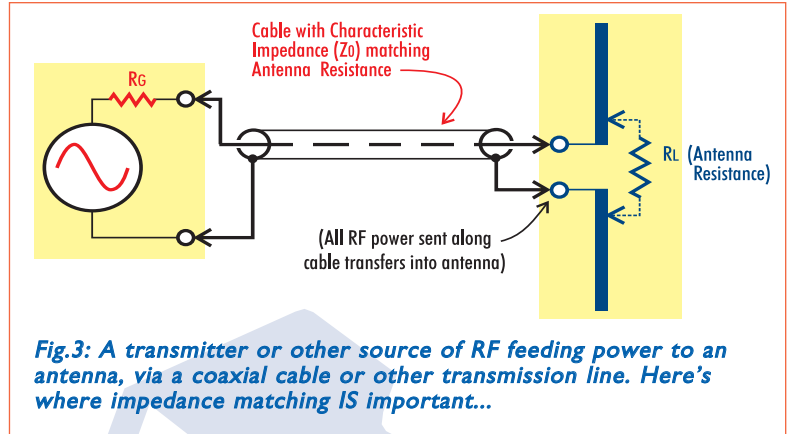 Cable with Characteristic
Impedance (Z0) matching
Antenna Resistance
RG
RL (Antenna
Resistance)
(All RF power sent along
cable transfers into antenna)
Fig.3: A transmitter or other source of RF feeding power to an
antenna, via a coaxial cable or other transmission line. Here's
where impedance matching IS important...